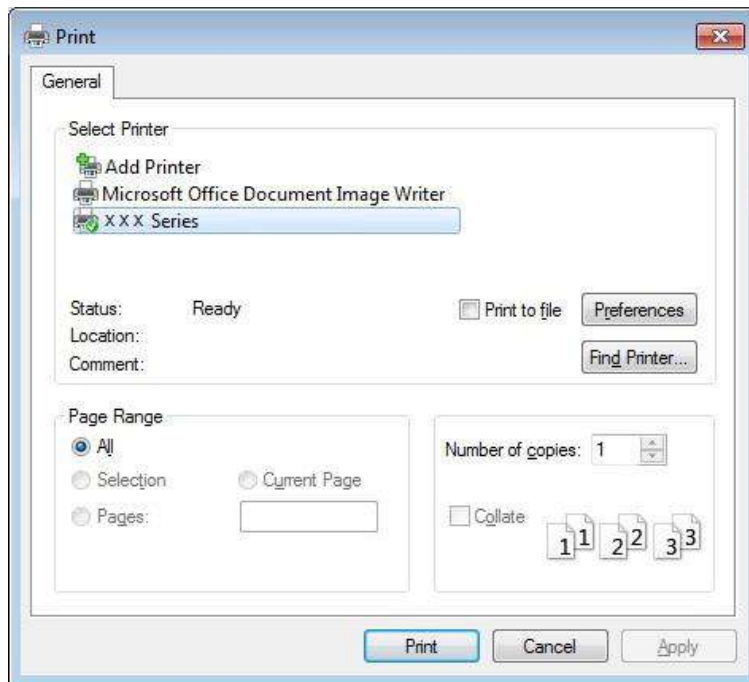 Print
General
Select Printer
Add Printer
Microsoft Office Document Image Writer
X X X Series
Status: Ready
Print to file
Preferences
Location:
Comment:
Find Printer...
Page Range
All
Selection
Current Page
Pages:
Number of copies: 1
Collate
1 1 2 2 3 3
Print
Cancel
Apply